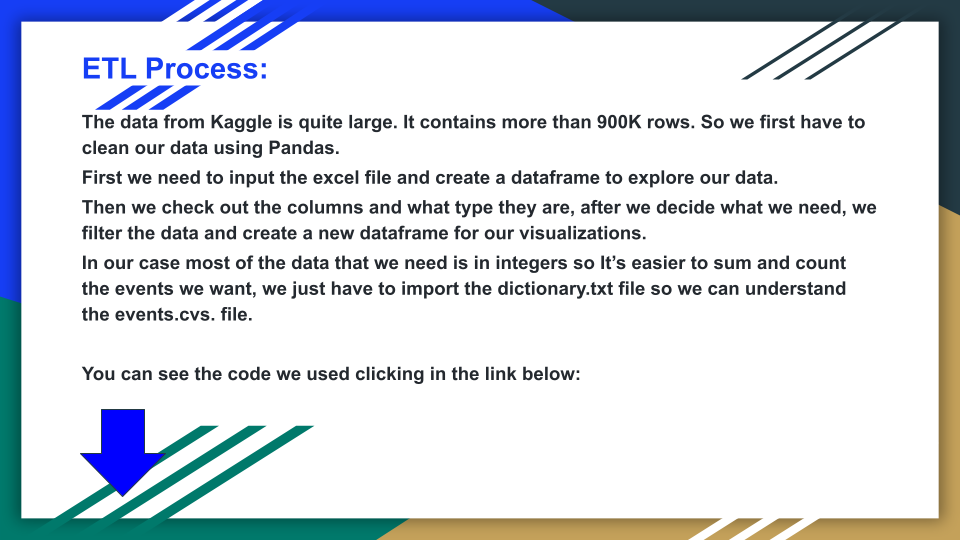 ETL Process:
The data from Kaggle is quite large. It contains more than 900K rows. So we first have to
clean our data using Pandas.
First we need to input the excel file and create a dataframe to explore our data.
Then we check out the columns and what type they are, after we decide what we need, we
filter the data and create a new dataframe for our visualizations.
In our case most of the data that we need is in integers so It’s easier to sum and count
the events we want, we just have to import the dictionary.txt file so we can understand
the events.cvs. file.
You can see the code we used clicking in the link below: